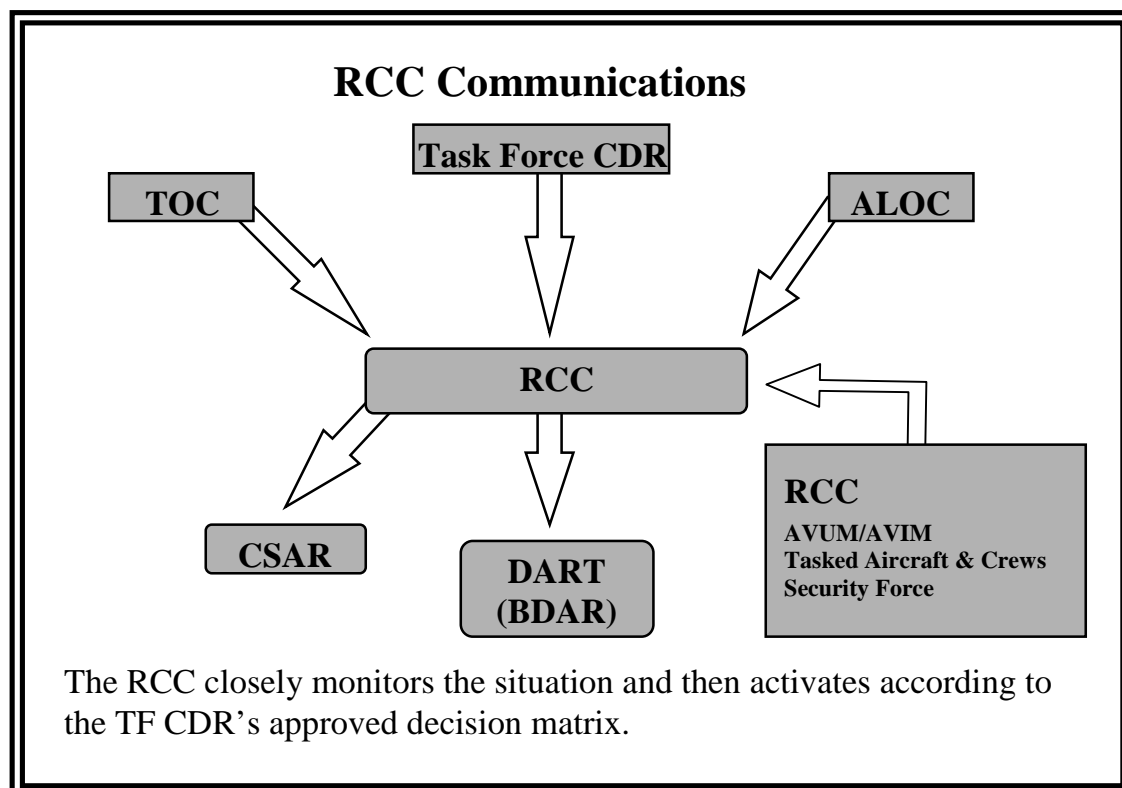 RCC Communications
Task Force CDR
TOC
ALOC
RCC
CSAR
DART
(BDAR)
RCC
AVUM/AVIM
Tasked Aircraft & Crews
Security Force
The RCC closely monitors the situation and then activates according to
the TF CDR’s approved decision matrix.